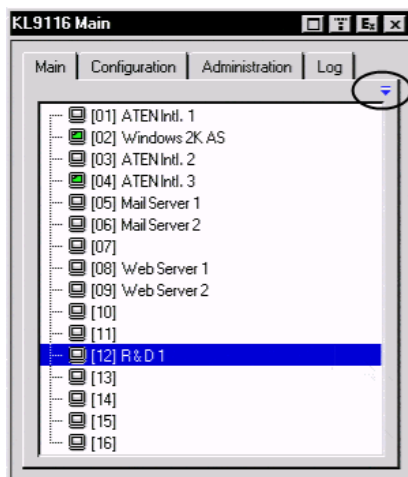 KL9116 Main
Main Configuration Administration Log
[01] ATEN Intl. 1
[02] Windows 2K AS
[03] ATEN Intl. 2
[04] ATEN Intl. 3
[05] Mail Server 1
[06] Mail Server 2
[07]
[08] Web Server 1
[09] Web Server 2
[10]
[11]
[12] R&D 1
[13]
[14]
[15]
[16]